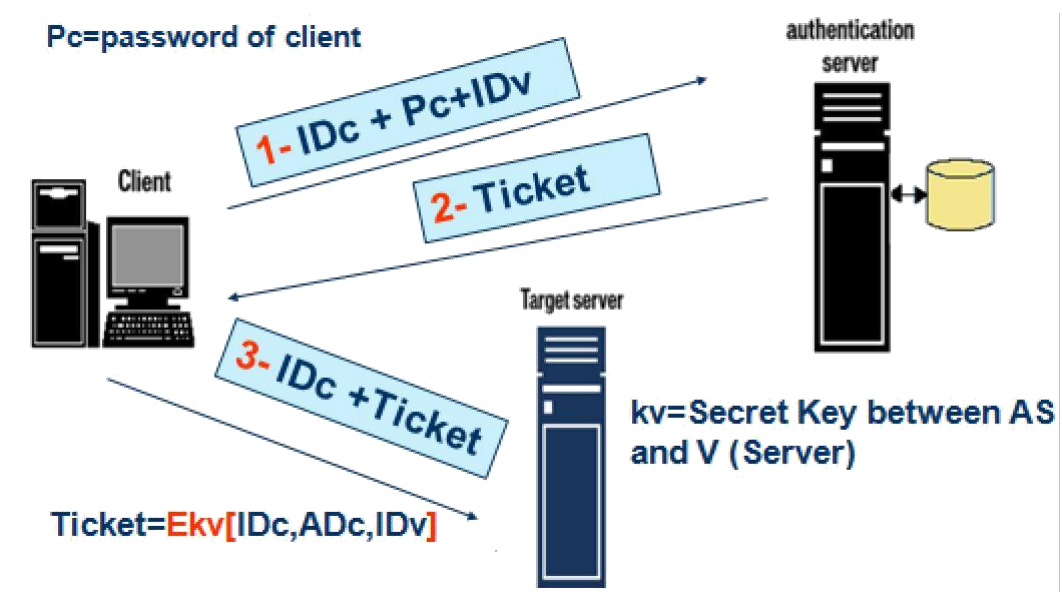 Pc=password of client
authentication
server
1- IDc + Pc+IDv
Client
2- Ticket
Target server
3- IDc +Ticket
kv=Secret Key between AS
and V (Server)
Ticket=Ekv[IDc,ADc,IDv]